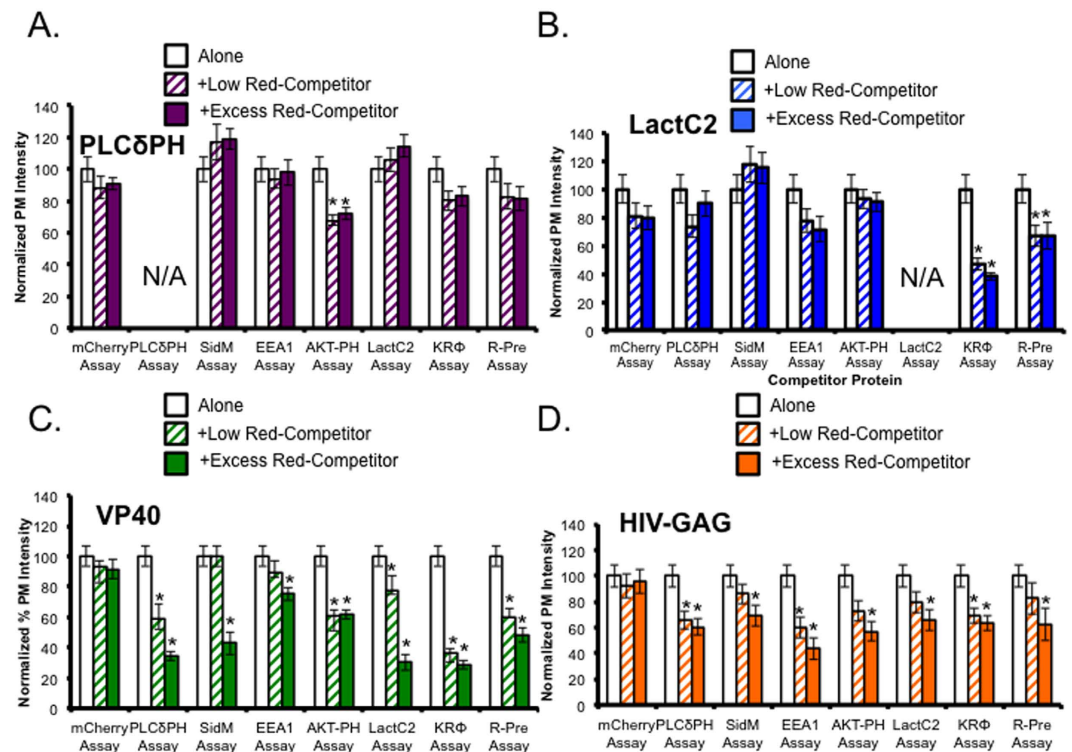 A.
Alone
+Low Red-Competitor
+Excess Red-Competitor
PLCδPH
Normalized PM Intensity
140
120
100
80
60
40
20
0
N/A
mCherry PLCδPH SidM EEA1 AKT-PH LactC2 KRΦ R-Pre
Assay Assay Assay Assay Assay Assay Assay Assay
B.
Alone
+Low Red-Competitor
+Excess Red-Competitor
LactC2
Normalized PM Intensity
140
120
100
80
60
40
20
0
* * * *
N/A
mCherry PLCδPH SidM EEA1 AKT-PH LactC2 KRΦ R-Pre
Assay Assay Assay Assay Assay Assay Assay Assay
Competitor Protein
C.
Alone
+Low Red-Competitor
+Excess Red-Competitor
VP40
Normalized % PM Intensity
140
120
100
80
60
40
20
0
* * * * * * * * * * * *
mCherry PLCδPH SidM EEA1 AKT-PH LactC2 KRΦ R-Pre
Assay Assay Assay Assay Assay Assay Assay Assay
D.
Alone
+Low Red-Competitor
+Excess Red-Competitor
HIV-GAG
Normalized PM Intensity
140
120
100
80
60
40
20
0
* * * * * * * * * *
mCherry PLCδPH SidM EEA1 AKT-PH LactC2 KRΦ R-Pre
Assay Assay Assay Assay Assay Assay Assay Assay